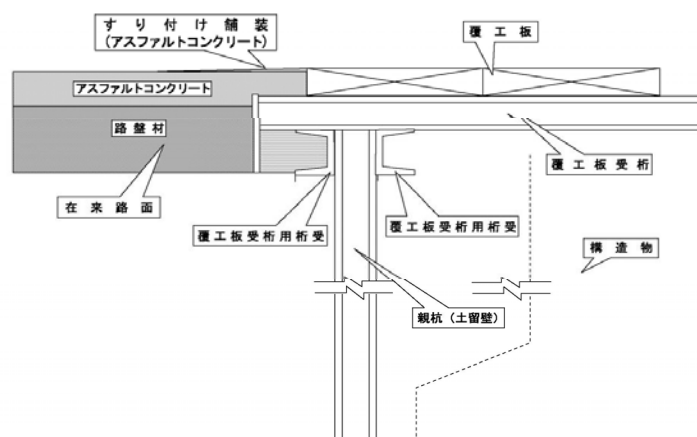 すり付け舗装
(アスファルトコンクリート)
覆工板
アスファルトコンクリート
路盤材
覆工板受桁
在来路面
覆工板受桁用桁受
覆工板受桁用桁受
構造物
親杭(土留壁)